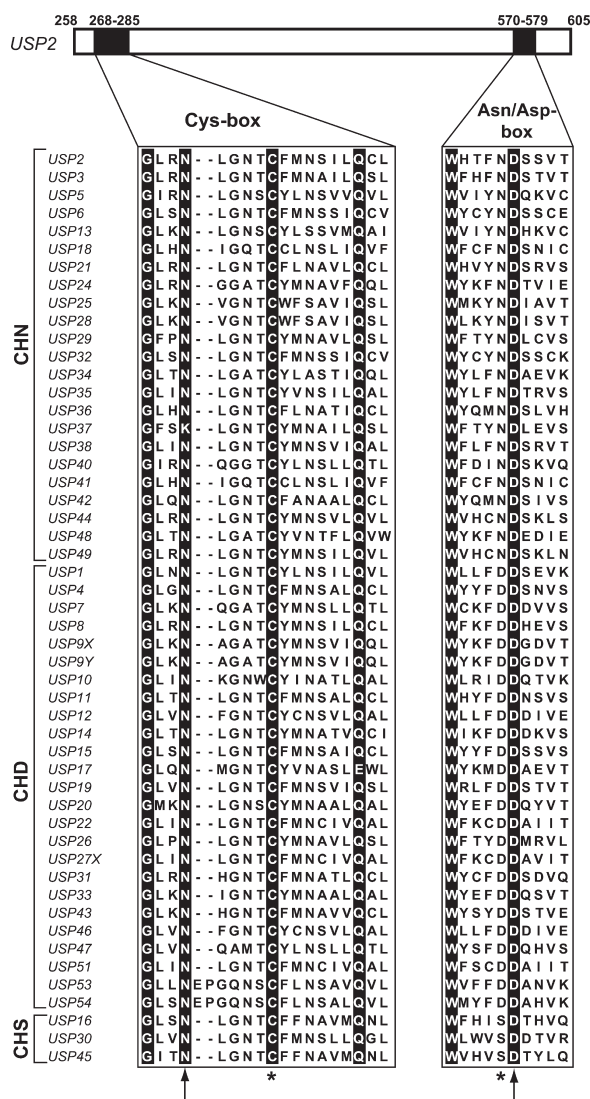 258 268-285 570-579 605
USP2
Cys-box Asn/Asp-
box
USP2 GLRN--LGNTCFMNSILQCL WHTFNDSSVT
USP3 GLRN--LGNTCFMNAILQSL WFHFNDSTVT
USP5 GIRN--LGNSCYLNSVVQVL WVIYNDQKVC
USP6 GLSN--LGNTCFMNSSIQCV WYCYNDSSCE
USP13 GLKN--LGNSCYLSSVMQAI WVIYNDHKVC
USP18 GLHN--IGQTCCLNSLIQVF WFCFNDSNIC
USP21 GLRN--LGNTCFLNAVLQCL WHVYNDSRVS
USP24 GLRN--GGATCYMNAVFQQL WYKFNDTVIE
USP25 GLKN--VGNTCWFSAVIQSL WMKYNDIAVT
USP28 GLKN--VGNTCWFSAVIQSL WLKYNDISVT
USP29 GFPN--LGNTCYMNAVLQSL WFTYNDLCVS
USP32 GLSN--LGNTCFMNSSIQCV WYCYNDSSCK
USP34 GLTN--LGATCYLASTIQQL WYLFNDAEVK
USP35 GLIN--LGNTCYMNSILQAL WYLFNDTRVS
USP36 GLHN--LGNTCFLNATIQCL WYQMNDSLVH
USP37 GFSK--LGNTCYMNAILQSL WFTYNDLEVS
USP38 GLIN--LGNTCYMNSVIQAL WFLFNDSRVT
USP40 GIRN--QGGTCYLNSLLQTL WFDINDSKVQ
USP41 GLHN--IGQTCCLNSLIQVF WFCFNDSNIC
USP42 GLQN--LGNTCFANAALQCL WYQMNDSIVS
USP44 GLRN--LGNTCYMNSVLQVL WVHCNDSKLS
USP48 GLTN--LGATCYVNTFLQVW WYKFNDEDIE
USP49 GLRN--LGNTCYMNSILQVL WVHCNDSKLN
CHN
USP1 GLNN--LGNTCYLNSILQVL WLLFDDSEVK
USP4 GLGN--LGNTCFMNSALQCL WYYFDDSNVS
USP7 GLKN--QGATCYMNSLLQTL WCKFDDDVVS
USP8 GLRN--LGNTCYMNSILQCL WYKFDDHEVS
USP9X GLKN--AGATCYMNSVIQQL WYKFDDGDVT
USP9Y GLKN--AGATCYMNSVIQQL WYKFDDGDVT
USP10 GLIN--KGNWCYINATLQAL WLRIDDQTVK
USP11 GLTN--LGNTCFMNSALQCL WHYFDDNSVS
USP12 GLVN--FGNTCYCNSVLQAL WLLFDDDIVE
USP14 GLTN--LGNTCYMNATVQCI WIKFDDDKVS
USP15 GLSN--LGNTCFMNSAIQCL WYYFDDSSVS
USP17 GLQN--MGNTCYVNASLEWL WYKMDDAEVT
USP19 GLVN--LGNTCFMNSVIQSL WRLFDDSTVT
USP20 GMKN--LGNSCYMNAALQAL WYEFDDQYVT
USP22 GLIN--LGNTCFMNCIVQAL WFKCDDAIIT
USP26 GLPN--LGNTCYMNAVLQSL WFTYDDMRVL
USP27X GLIN--LGNTCFMNCIVQAL WFKCDDAVIT
USP31 GLRN--HGNTCFMNATLQCL WYCFDDSDVQ
USP33 GLKN--IGNTCYMNAALQAL WYEFDDQSVT
USP43 GLKN--HGNTCFMNAVVQCL WYSYDDSTVE
USP46 GLVN--FGNTCYCNSVLQAL WLLFDDDIVE
USP47 GLVN--QAMTCYLNSLLQTL WYSFDDQHVS
USP51 GLIN--LGNTCFMNCIVQAL WFSCDDAIIT
USP53 GLLNEPGQNSCFLNSAVQVL WVFFDDANVK
USP54 GLSNEPGQNSCFLNSALQVL WMYFDDAHVK
CHD
USP16 GLSN--LGNTCFFNAVMQNL WFHISDTHVQ
USP30 GLVN--LGNTCFMNSLLQGL WLWVSDDTVR
USP45 GITN--LGNTCFFNAVMQNL WVHVSDTYLQ
CHS
* *